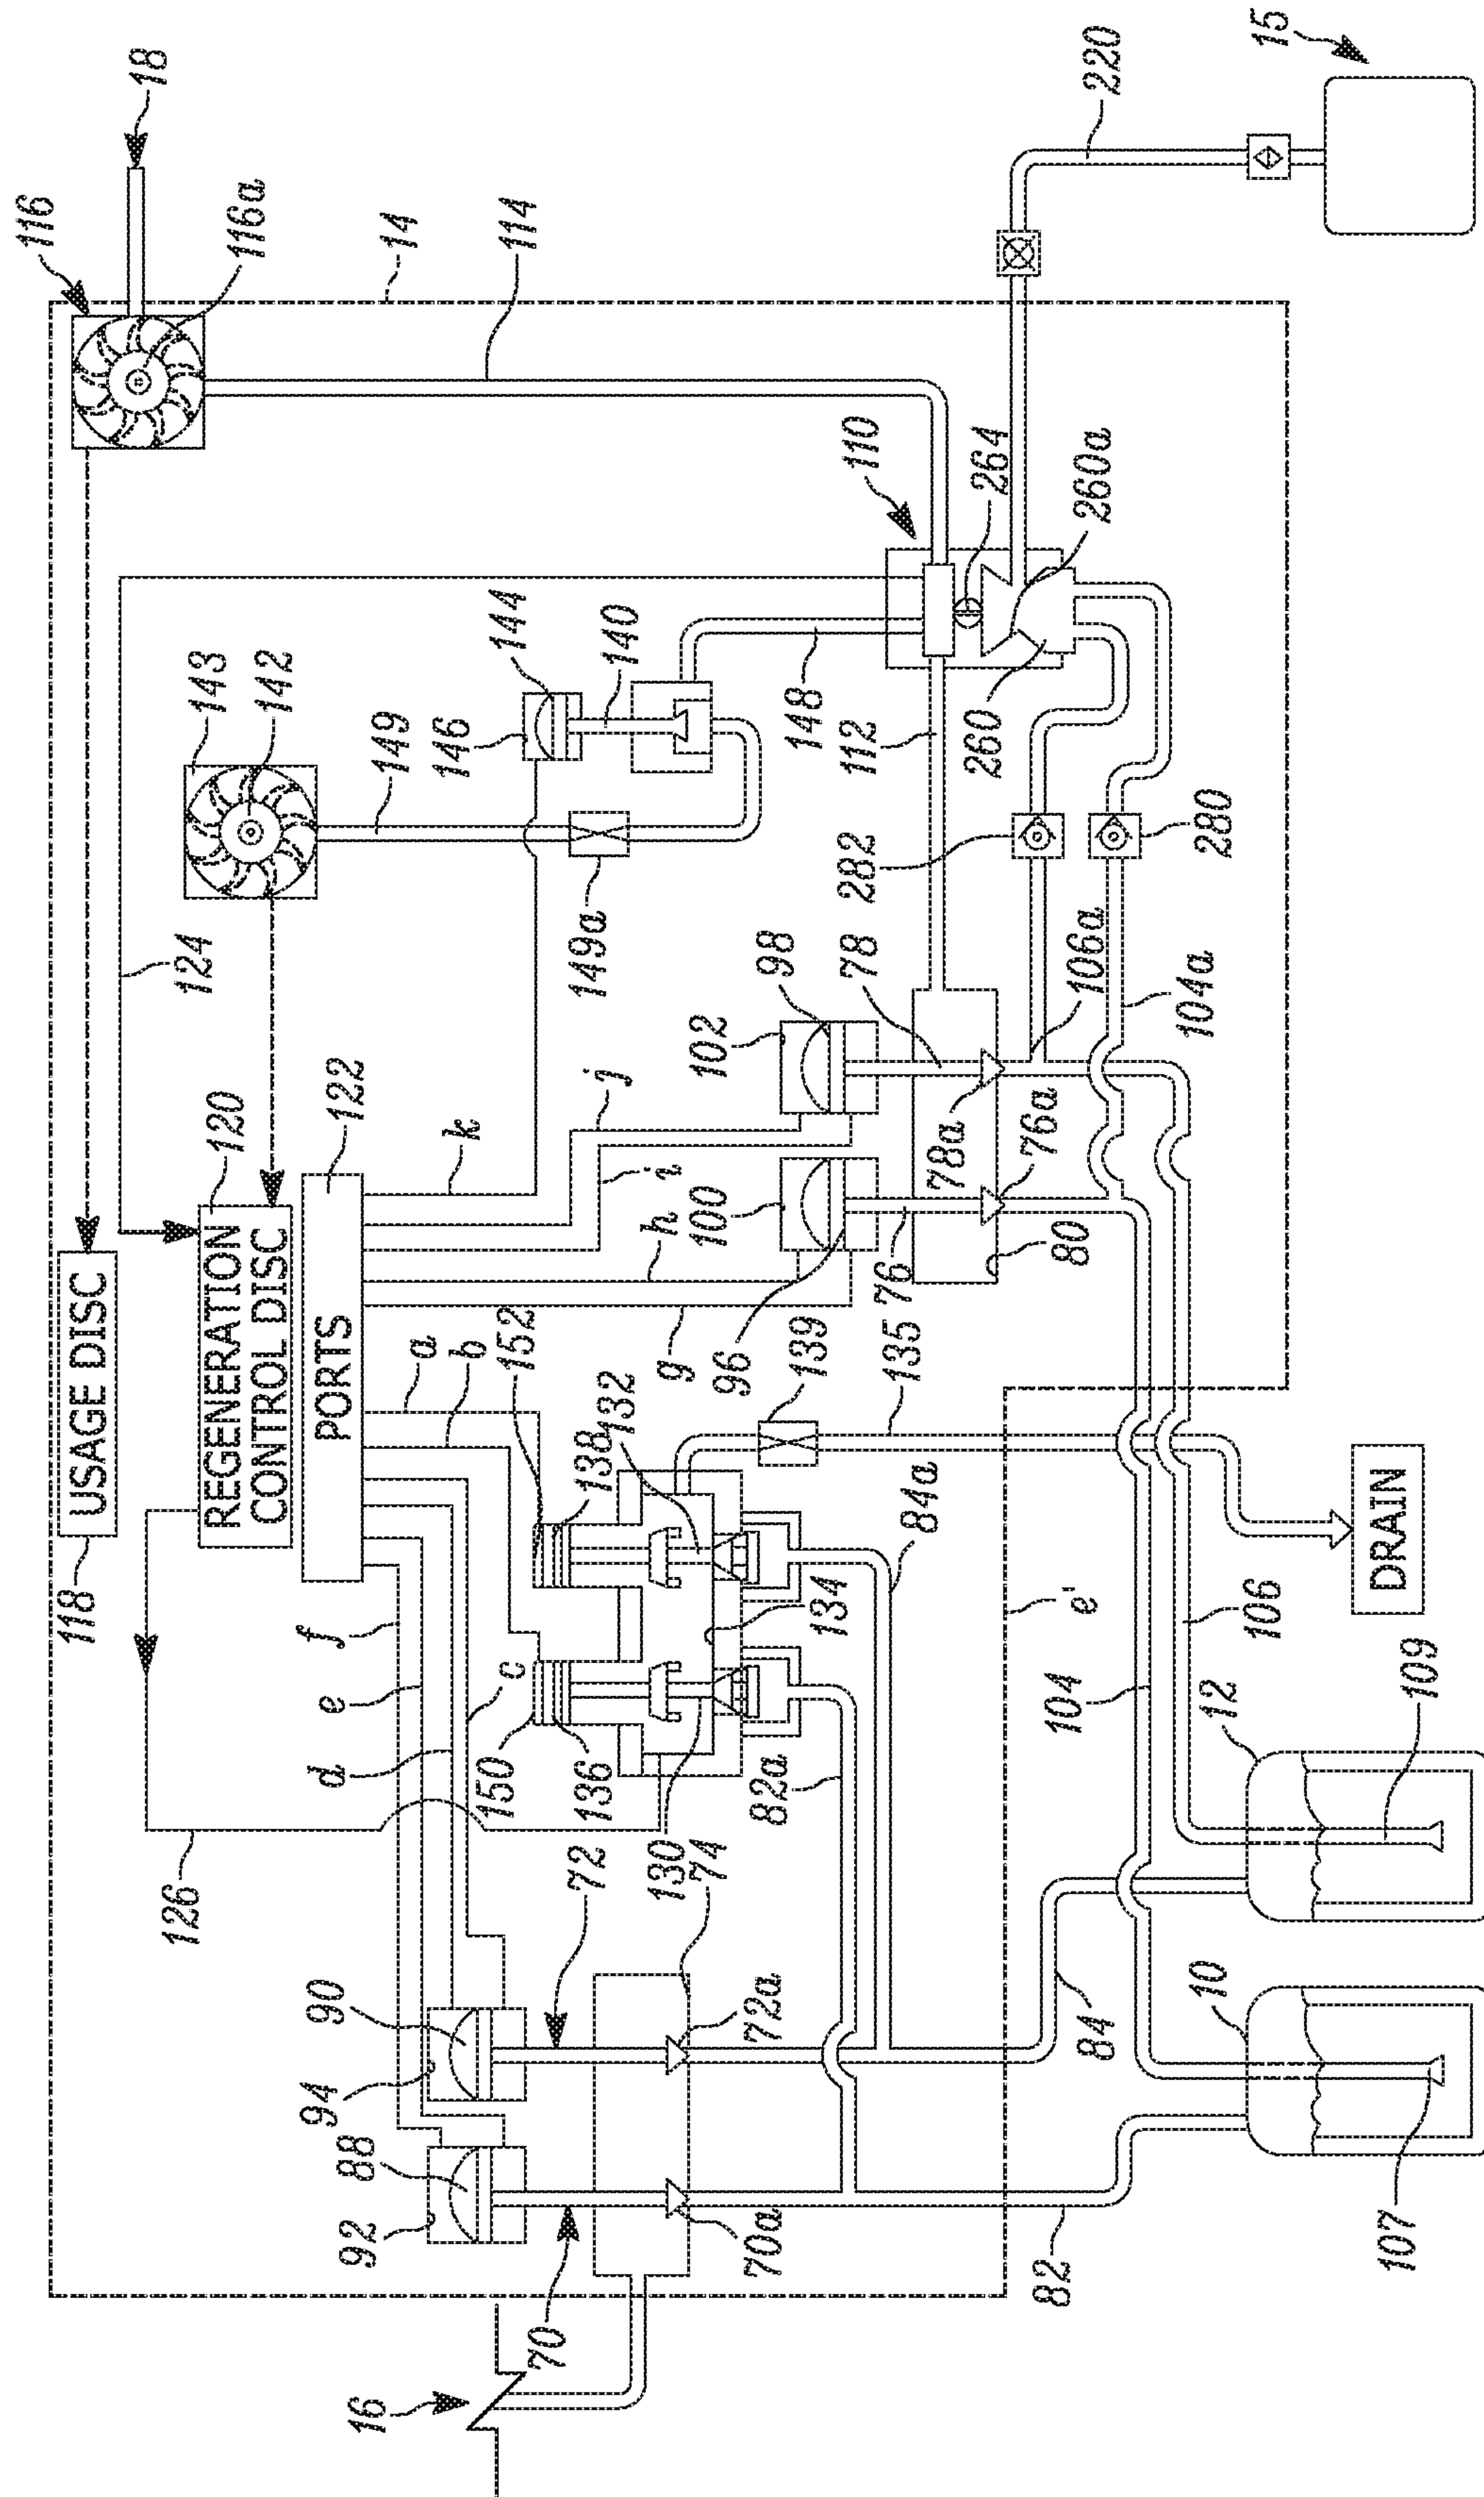 18
15
116
116a
220
14
114
110
264
260a
143
142
144
146
140
149
148
112
260
282
280
149a
124
98
78
106a
104a
102
120
122
j
k
i
h
100
78a
76a
76
80
USAGE DISC
REGENERATION
CONTROL DISC
PORTS
a
b
152
g
96
139
135
138
132
118
84a
DRAIN
134
e'
106
f
e
d
c
150
136
104
12
109
82a
126
130
74
72
90
94
72a
84
10
88
92
70a
70
82
107
16